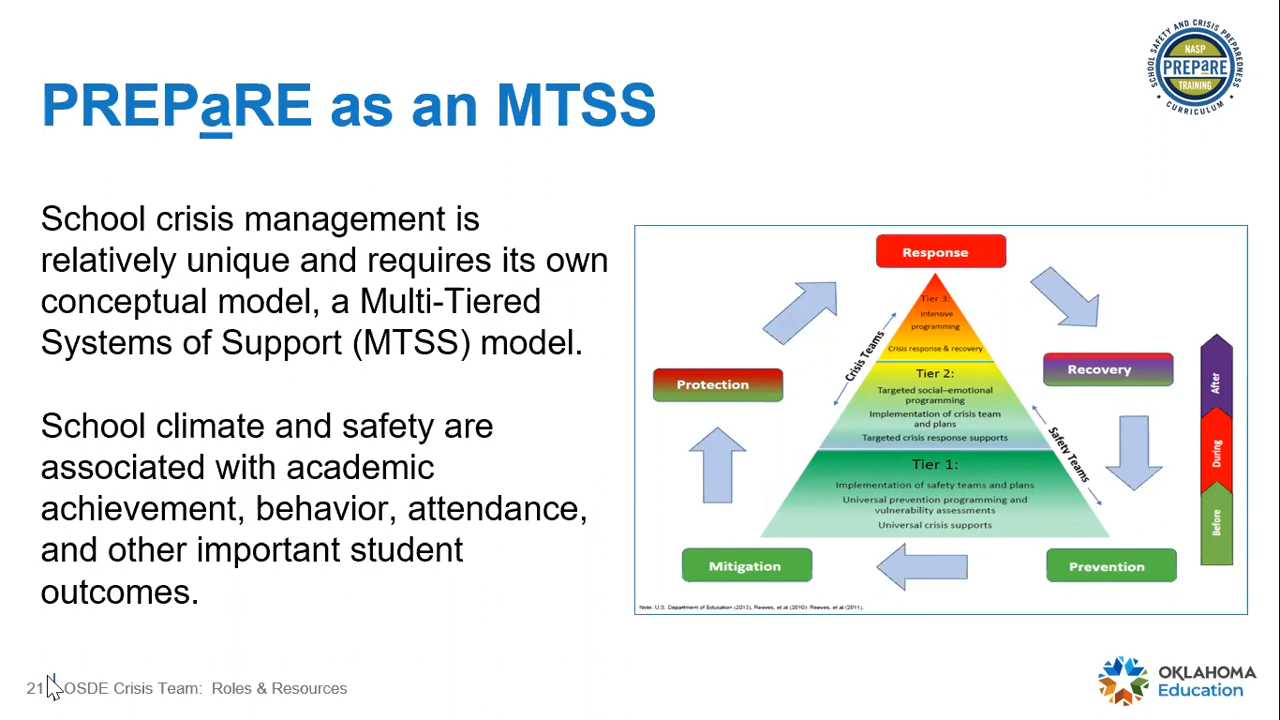 SCHOOL SAFETY AND CRISIS PREPAREDNESS
NASP
PREPaRE
TRAINING
• CURRICULUM •
PREPaRE as an MTSS
School crisis management is
relatively unique and requires its own
conceptual model, a Multi-Tiered
Systems of Support (MTSS) model.
School climate and safety are
associated with academic
achievement, behavior, attendance,
and other important student
outcomes.
Response
Tier 3:
Intensive
programming
Crisis response & recovery
Crisis Teams
Protection
Recovery
Tier 2:
Targeted social–emotional
programming
Implementation of crisis team
and plans
Targeted crisis response supports
Safety Teams
Tier 1:
Implementation of safety teams and plans
Universal prevention programming and
vulnerability assessments
Universal crisis supports
Mitigation
Prevention
After
During
Before
Note: U.S. Department of Education (2013). Reeves, et al (2010); Reeves, et al (2011).
21
OSDE Crisis Team: Roles & Resources
OKLAHOMA
Education